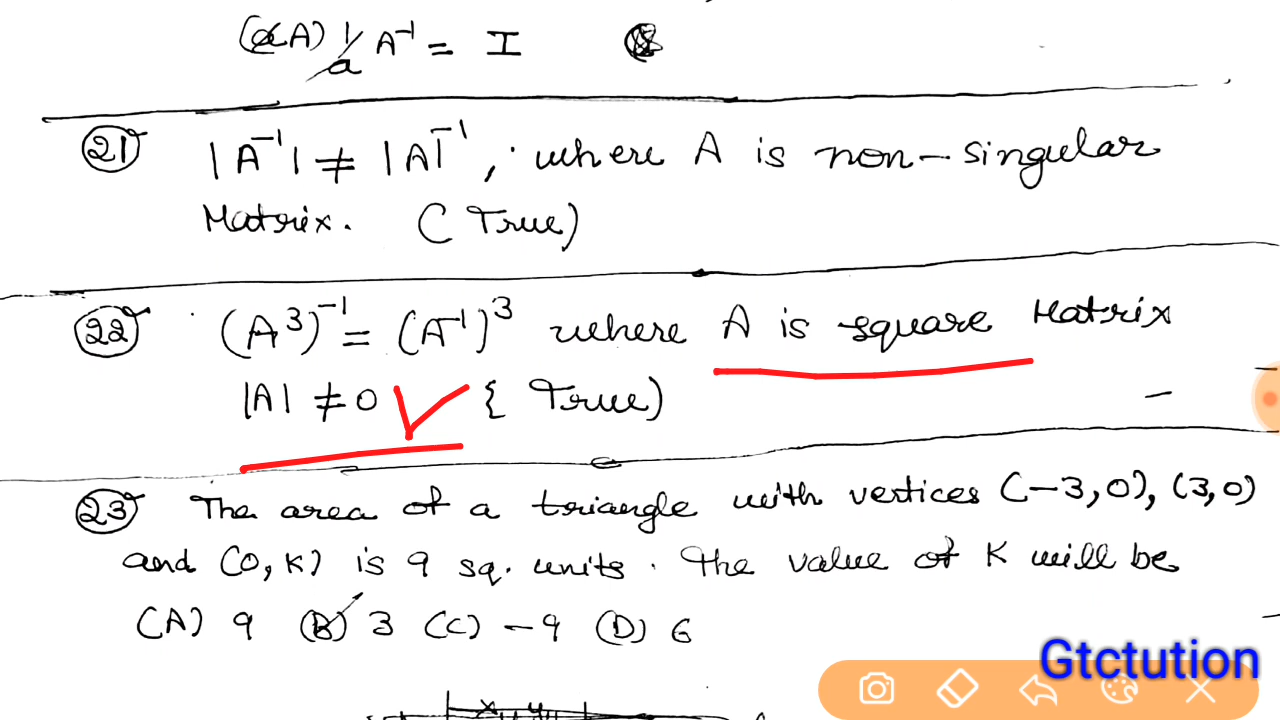 (αA) 1/a A⁻¹ = I
(21) |A⁻¹| ≠ |A|⁻¹, where A is non-singular
Matrix. (True)
(22) (A³)⁻¹ = (A⁻¹)³ where A is square Matrix
|A| ≠ 0 { True)
(23) The area of a triangle with vertices (-3,0), (3,0)
and (0,K) is 9 sq. units. The value of K will be
(A) 9 (B) 3 (C) -9 (D) 6
Gtctution